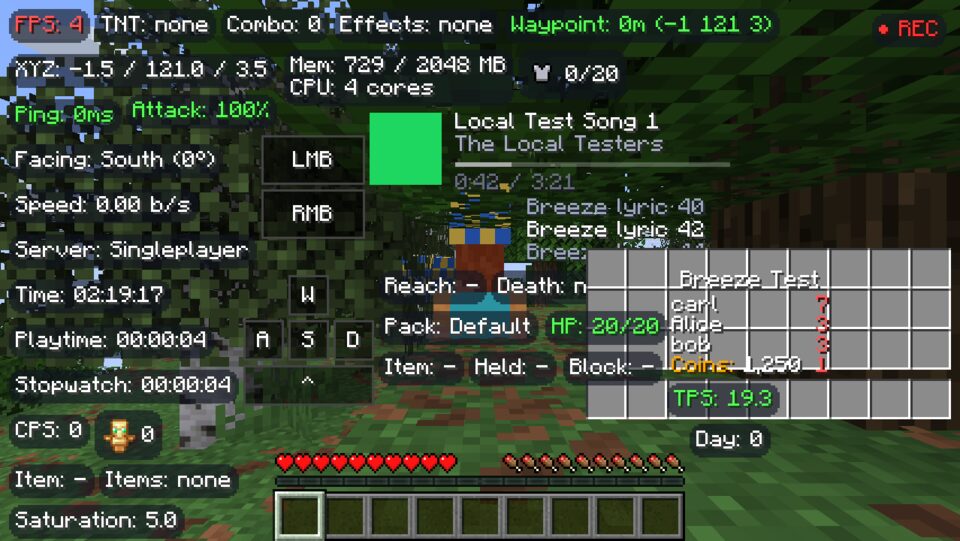 FPS: 4 TNT: none Combo: 0 Effects: none Waypoint: 0m (-1 121 3) REC
XYZ: -1.5 / 121.0 / 3.5 Mem: 729 / 2048 MB 0/20
CPU: 4 cores
Ping: 0ms Attack: 100%
Local Test Song 1
The Local Testers
0:42 / 3:21
Facing: South (0°) LMB
Speed: 0.00 b/s RMB
Breeze lyric 40
Breeze lyric 42
Breeze
Server: Singleplayer
Reach: - Death:
Breeze Test
Time: 02:19:17 W
carl 7
Pack: Default HP: 20/20
Alice 3
Playtime: 00:00:04 A S D
bob 3
Item: - Held: - Block: -
Coins: 1,250 1
Stopwatch: 00:00:04 ^
TPS: 19.3
CPS: 0 0
Day: 0
Item: - Items: none
Saturation: 5.0